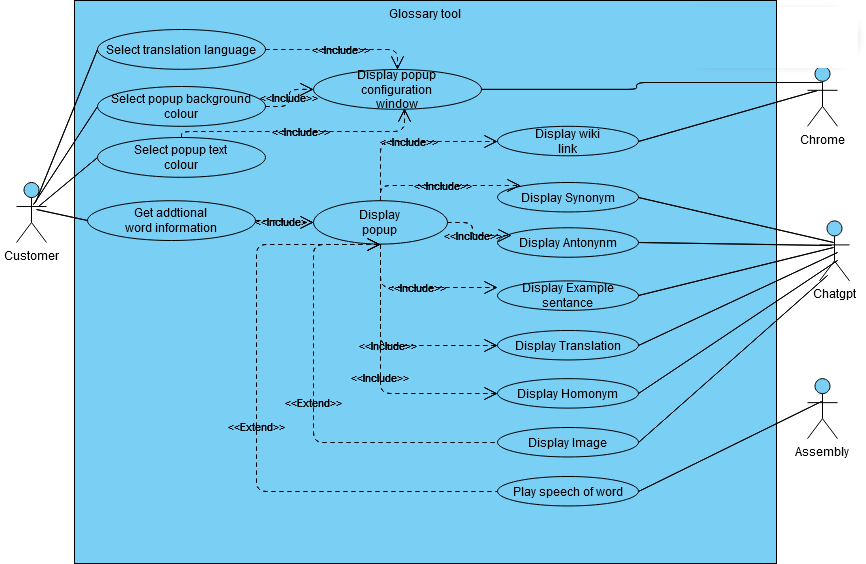 Glossary tool
Select translation language
<<Include>>
Display popup
configuration
window
Select popup background
colour
<<Include>>
<<Include>>
Select popup text
colour
Display wiki
link
<<Include>>
Chrome
Customer
Get addtional
word information
<<Include>>
Display
popup
<<Include>>
Display Synonym
<<Include>>
Display Antonynm
<<Include>>
Display Example
sentance
Chatgpt
<<Include>>
Display Translation
<<Include>>
Display Homonym
<<Extend>>
Display Image
<<Extend>>
Play speech of word
Assembly